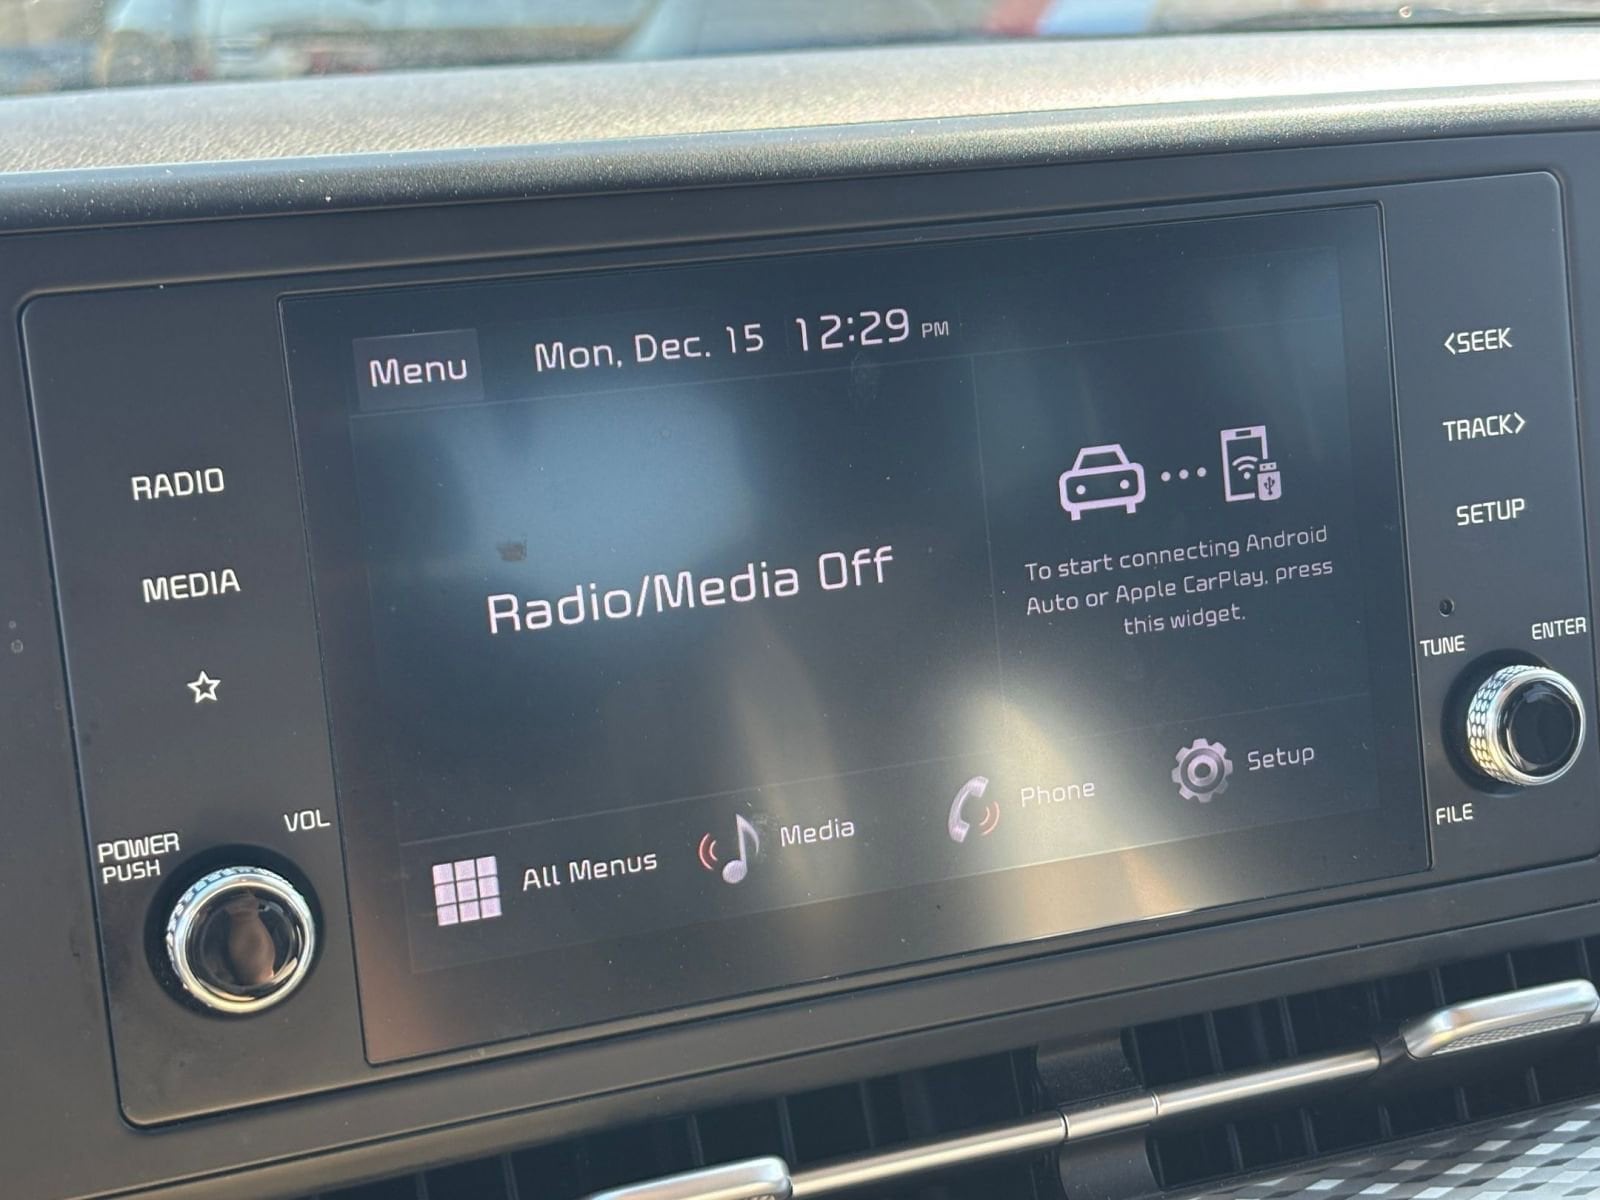 Menu
Mon, Dec. 15 12:29 PM
RADIO
MEDIA
POWER
PUSH
VOL
Radio/Media Off
To start connecting Android
Auto or Apple CarPlay, press
this widget.
All Menus
Media
Phone
Setup
<SEEK
TRACK>
SETUP
TUNE
ENTER
FILE